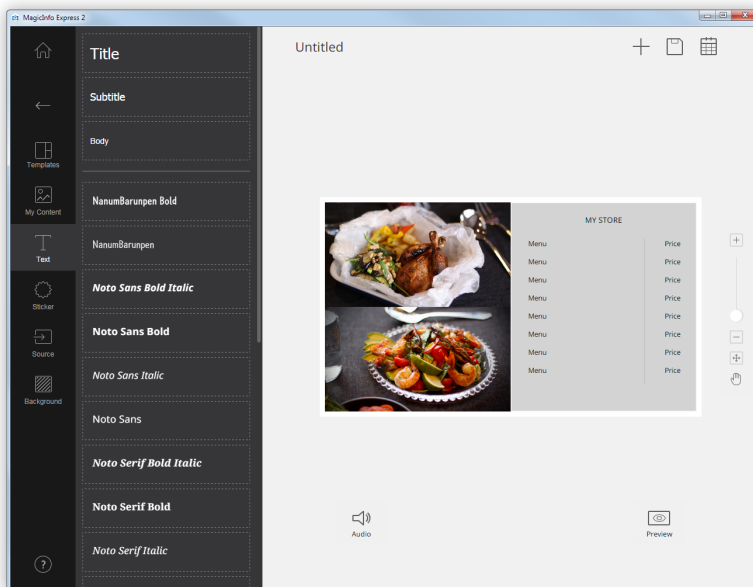 MagicInfo Express 2
Untitled
Templates
My Content
Text
Sticker
Source
Background
?
Title
Subtitle
Body
NanumBarunpen Bold
NanumBarunpen
Noto Sans Bold Italic
Noto Sans Bold
Noto Sans Italic
Noto Sans
Noto Serif Bold Italic
Noto Serif Bold
Noto Serif Italic
MY STORE
Menu Price
Menu Price
Menu Price
Menu Price
Menu Price
Menu Price
Menu Price
Menu Price
Audio
Preview